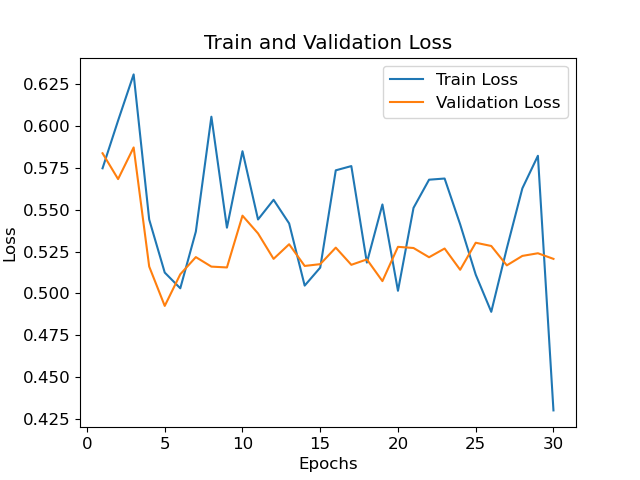 Train and Validation Loss
Train Loss
Validation Loss
0.625
0.600
0.575
0.550
0.525
0.500
0.475
0.450
0.425
Loss
0 5 10 15 20 25 30
Epochs